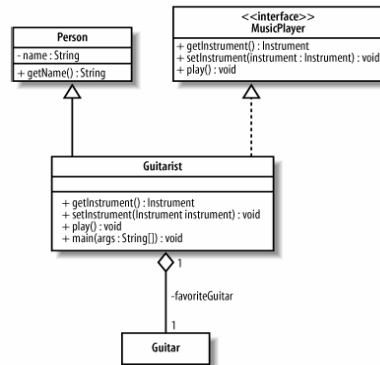 Person
- name : String
+ getName() : String
<<interface>>
MusicPlayer
+ getInstrument() : Instrument
+ setInstrument(instrument : Instrument) : void
+ play() : void
Guitarist
+ getInstrument() : Instrument
+ setInstrument(Instrument instrument) : void
+ play() : void
+ main(args : String[]) : void
1
-favoriteGuitar
1
Guitar